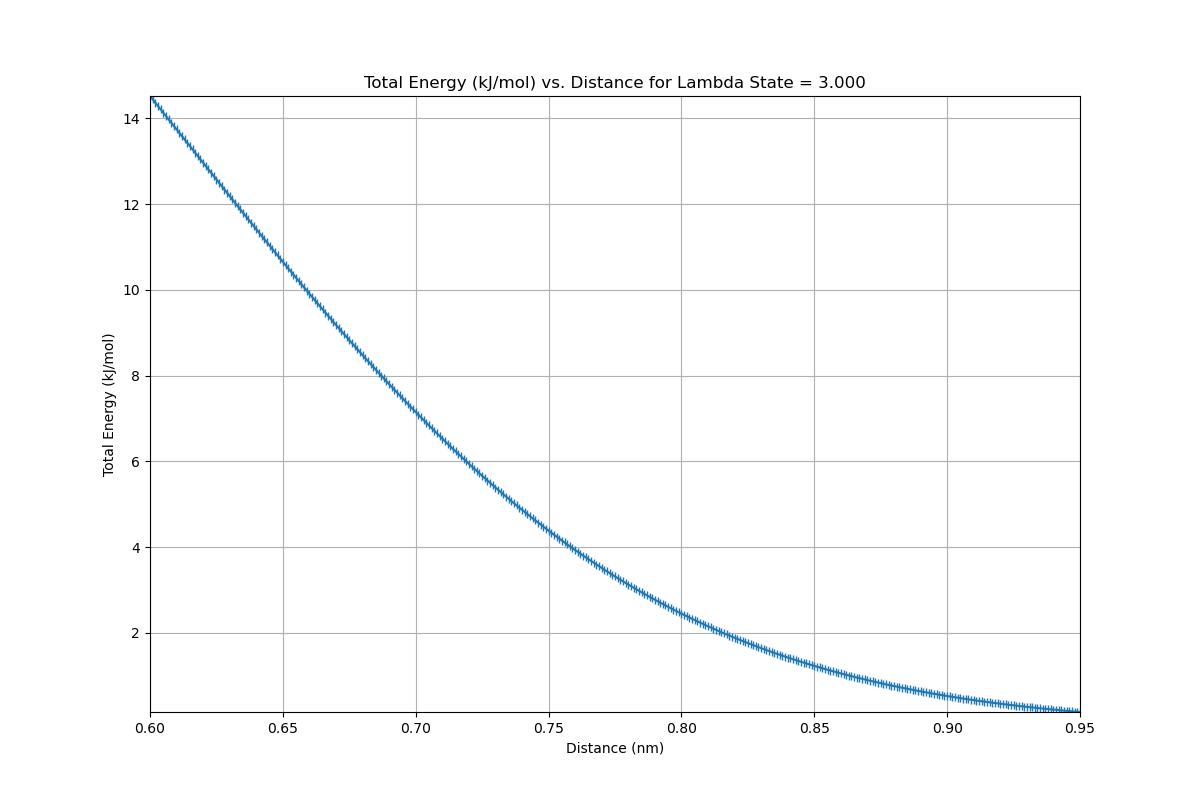 Total Energy (kJ/mol) vs. Distance for Lambda State = 3.000
14
12
10
8
6
4
2
Total Energy (kJ/mol)
0.60 0.65 0.70 0.75 0.80 0.85 0.90 0.95
Distance (nm)